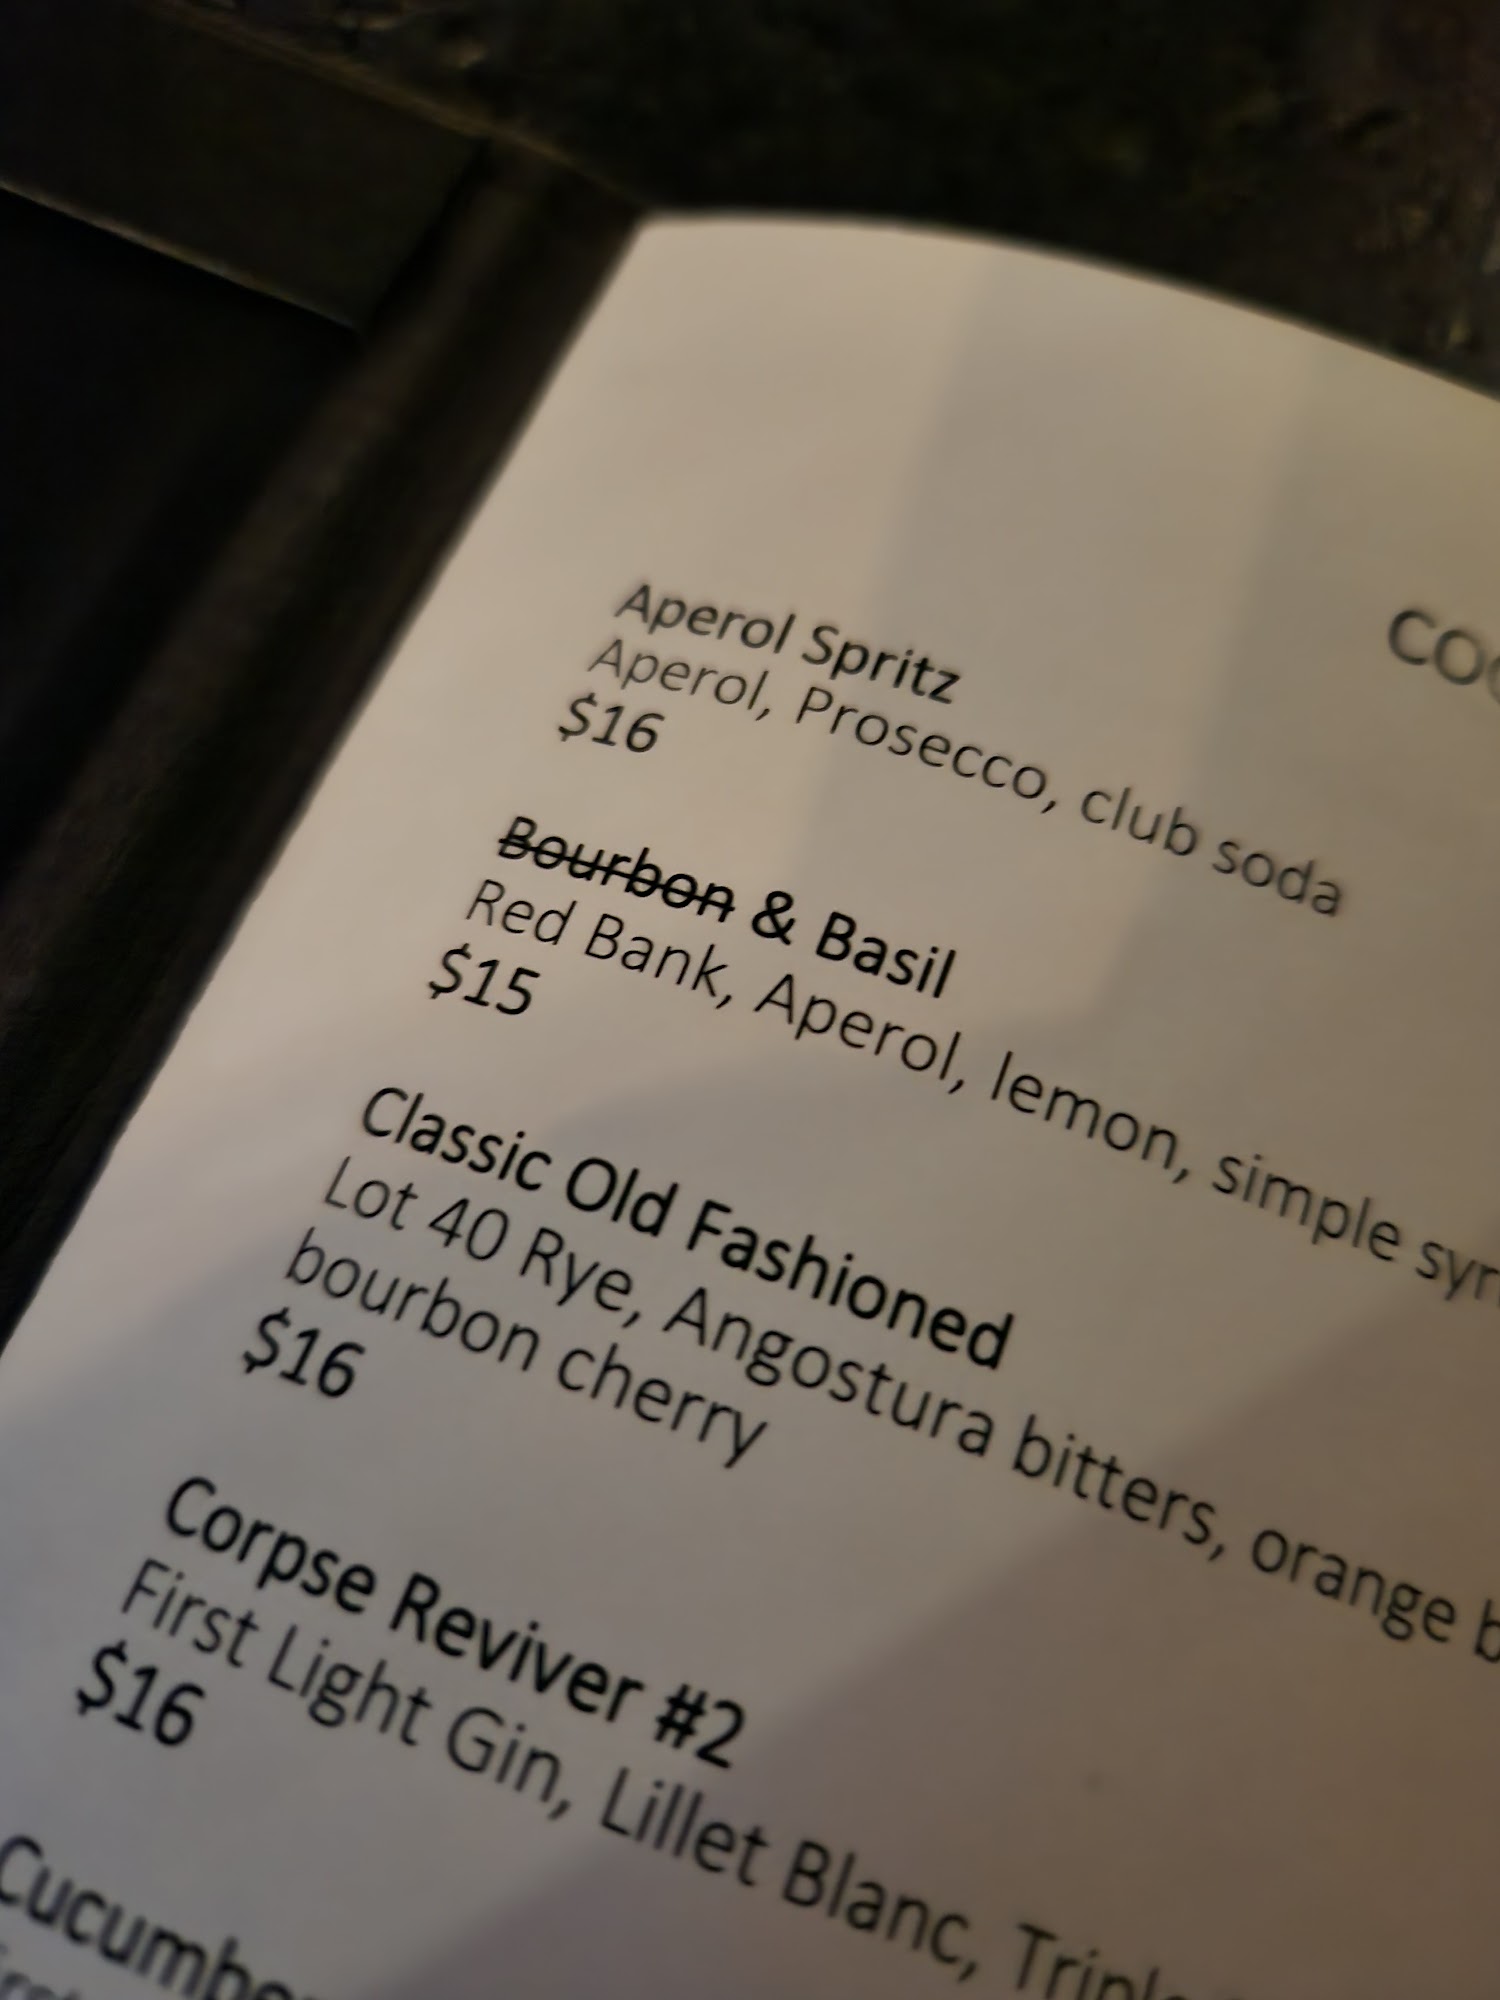 Aperol Spritz
Aperol, Prosecco, club soda
$16
Bourbon & Basil
Red Bank, Aperol, lemon, simple
$15
Classic Old Fashioned
Lot 40 Rye, Angostura bitters, orange
bourbon cherry
$16
Corpse Reviver #2
First Light Gin, Lillet Blanc,
$16